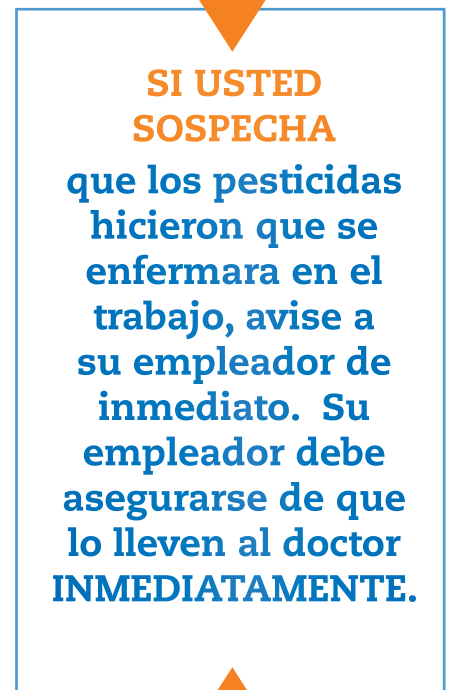 SI USTED
SOSPECHA
que los pesticidas
hicieron que se
enfermara en el
trabajo, avise a
su empleador de
inmediato.  Su
empleador debe
asegurarse de que
lo lleven al doctor
INMEDIATAMENTE.